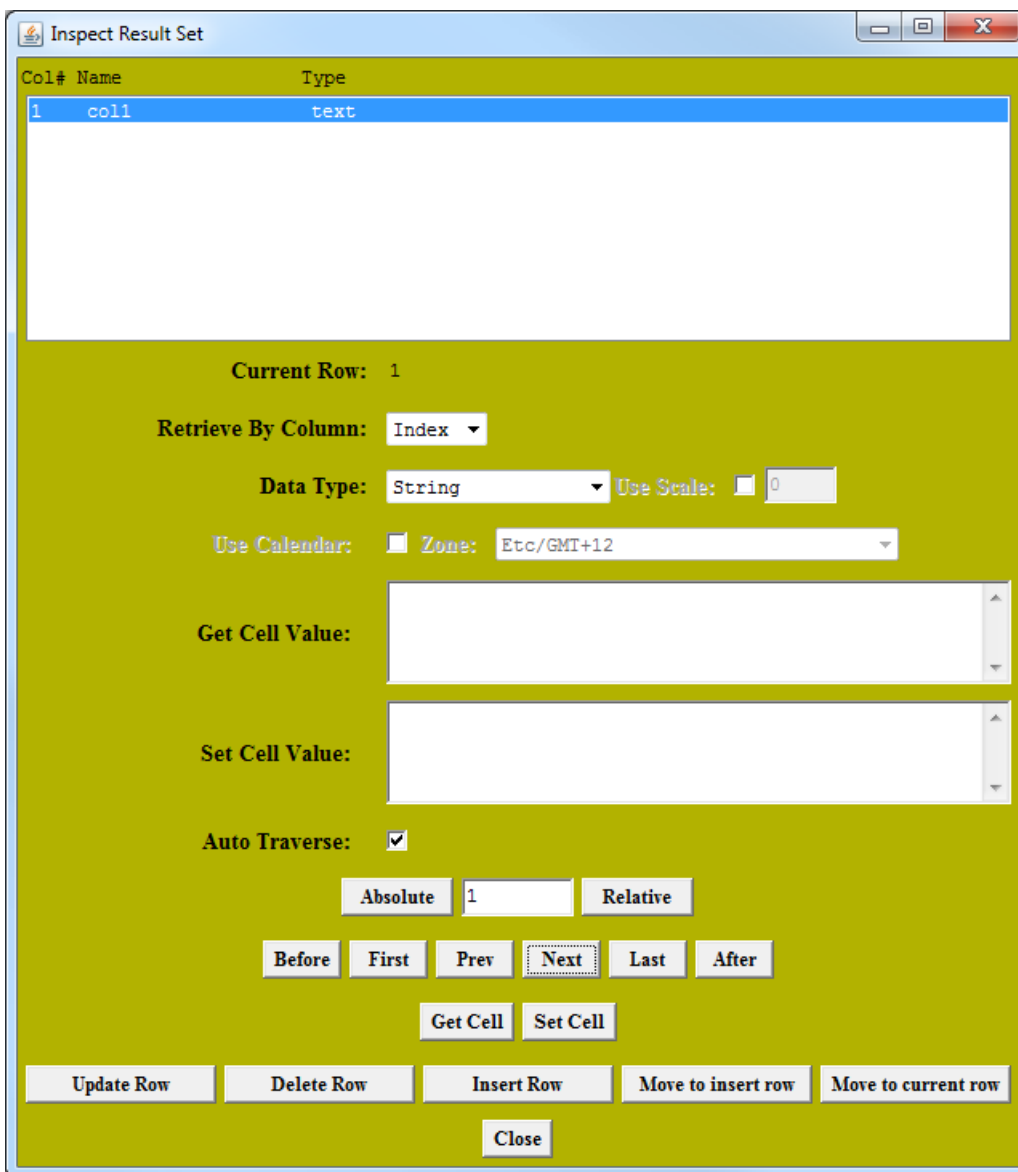 Inspect Result Set
Col# Name Type
1 col1 text
Current Row: 1
Retrieve By Column: Index
Data Type: String Use Scale: 0
Use Calendar: Zone: Etc/GMT+12
Get Cell Value:
Set Cell Value:
Auto Traverse:
Absolute 1 Relative
Before First Prev Next Last After
Get Cell Set Cell
Update Row Delete Row Insert Row Move to insert row Move to current row
Close